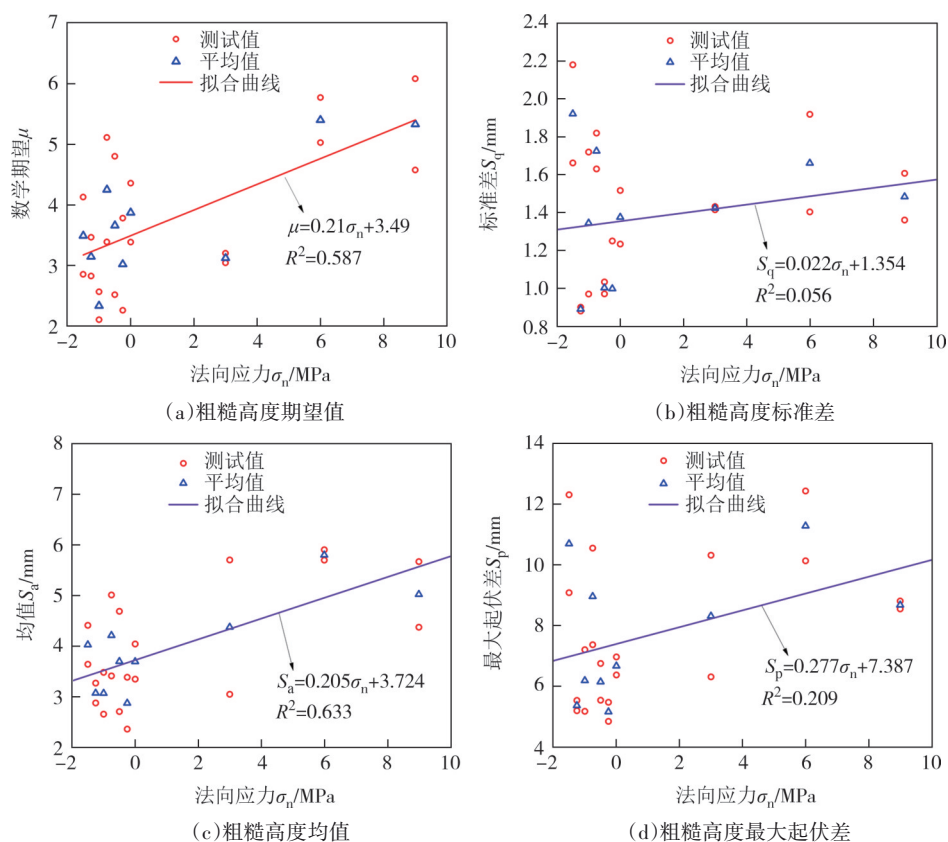 7
6
5
4
3
2
−2
0
2
4
6
8
10
数学期望μ
测试值
平均值
拟合曲线
μ=0.21σn+3.49
R²=0.587
法向应力σn/MPa
(a)粗糙高度期望值
2.4
2.2
2.0
1.8
1.6
1.4
1.2
1.0
0.8
−2
0
2
4
6
8
10
标准差Sq/mm
测试值
平均值
拟合曲线
Sq=0.022σn+1.354
R²=0.056
法向应力σn/MPa
(b)粗糙高度标准差
8
7
6
5
4
3
2
−2
0
2
4
6
8
10
均值Sa/mm
测试值
平均值
拟合曲线
Sa=0.205σn+3.724
R²=0.633
法向应力σn/MPa
(c)粗糙高度均值
14
12
10
8
6
4
−2
0
2
4
6
8
10
最大起伏差Sp/mm
测试值
平均值
拟合曲线
Sp=0.277σn+7.387
R²=0.209
法向应力σn/MPa
(d)粗糙高度最大起伏差